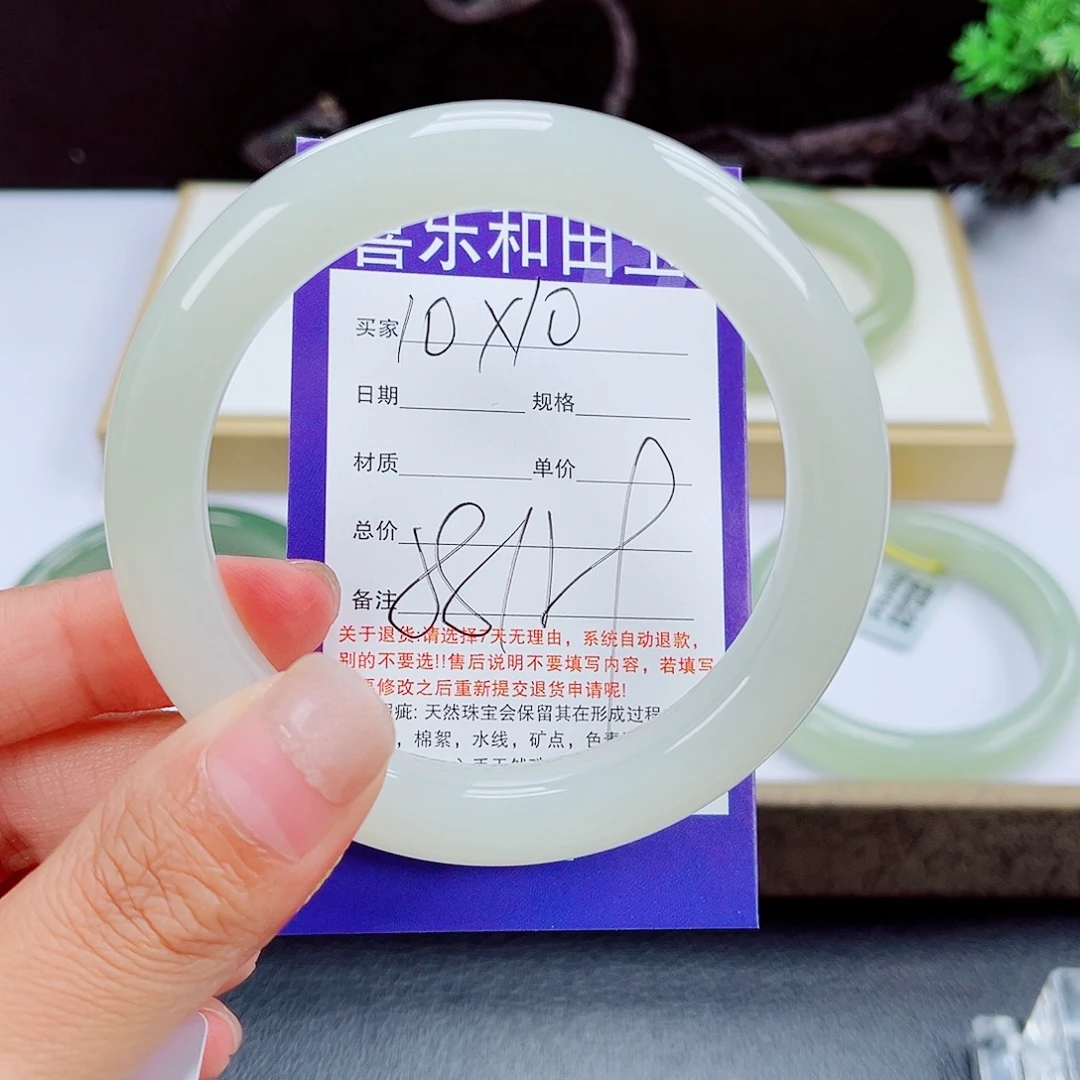 喜乐和田玉
买家 10X10
日期 规格
材质 单价
总价
备注
关于退货:请选择7天无理由，系统自动退款，
别的不要选!!售后说明不要填写内容，若填写
修改之后重新提交退货申请呢!
疵: 天然珠宝会保留其在形成过程
，棉絮，水线，矿点，色